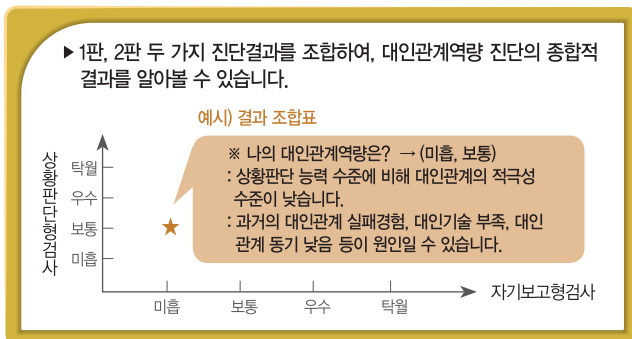 ▶ 1판, 2판 두 가지 진단결과를 조합하여, 대인관계역량 진단의 종합적
결과를 알아볼 수 있습니다.
예시) 결과 조합표
※ 나의 대인관계역량은? → (미흡, 보통)
: 상황판단 능력 수준에 비해 대인관계의 적극성
수준이 낮습니다.
: 과거의 대인관계 실패경험, 대인기술 부족, 대인
관계 동기 낮음 등이 원인일 수 있습니다.
상황판단형검사
탁월
우수
보통
미흡
미흡 보통 우수 탁월
자기보고형검사